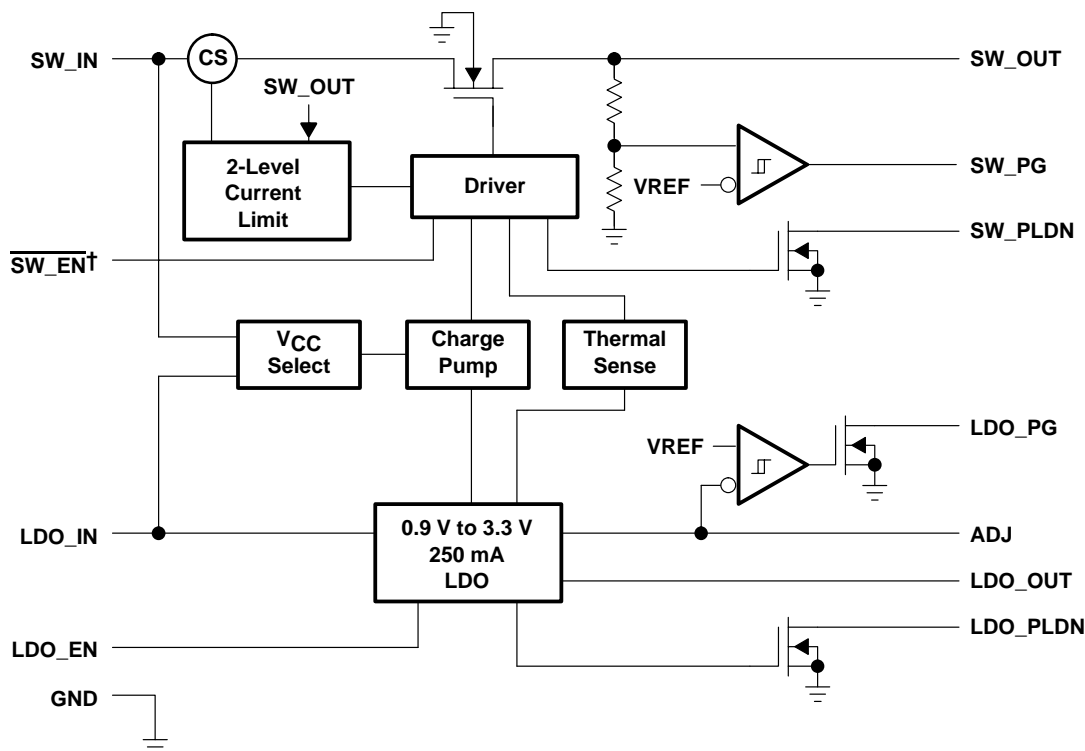 SW_IN
CS
SW_OUT
SW_OUT
2-Level
Current
Limit
Driver
VREF
SW_PG
SW_PLDN
SW_EN†
VCC
Select
Charge
Pump
Thermal
Sense
VREF
LDO_PG
LDO_IN
0.9 V to 3.3 V
250 mA
LDO
ADJ
LDO_OUT
LDO_EN
LDO_PLDN
GND